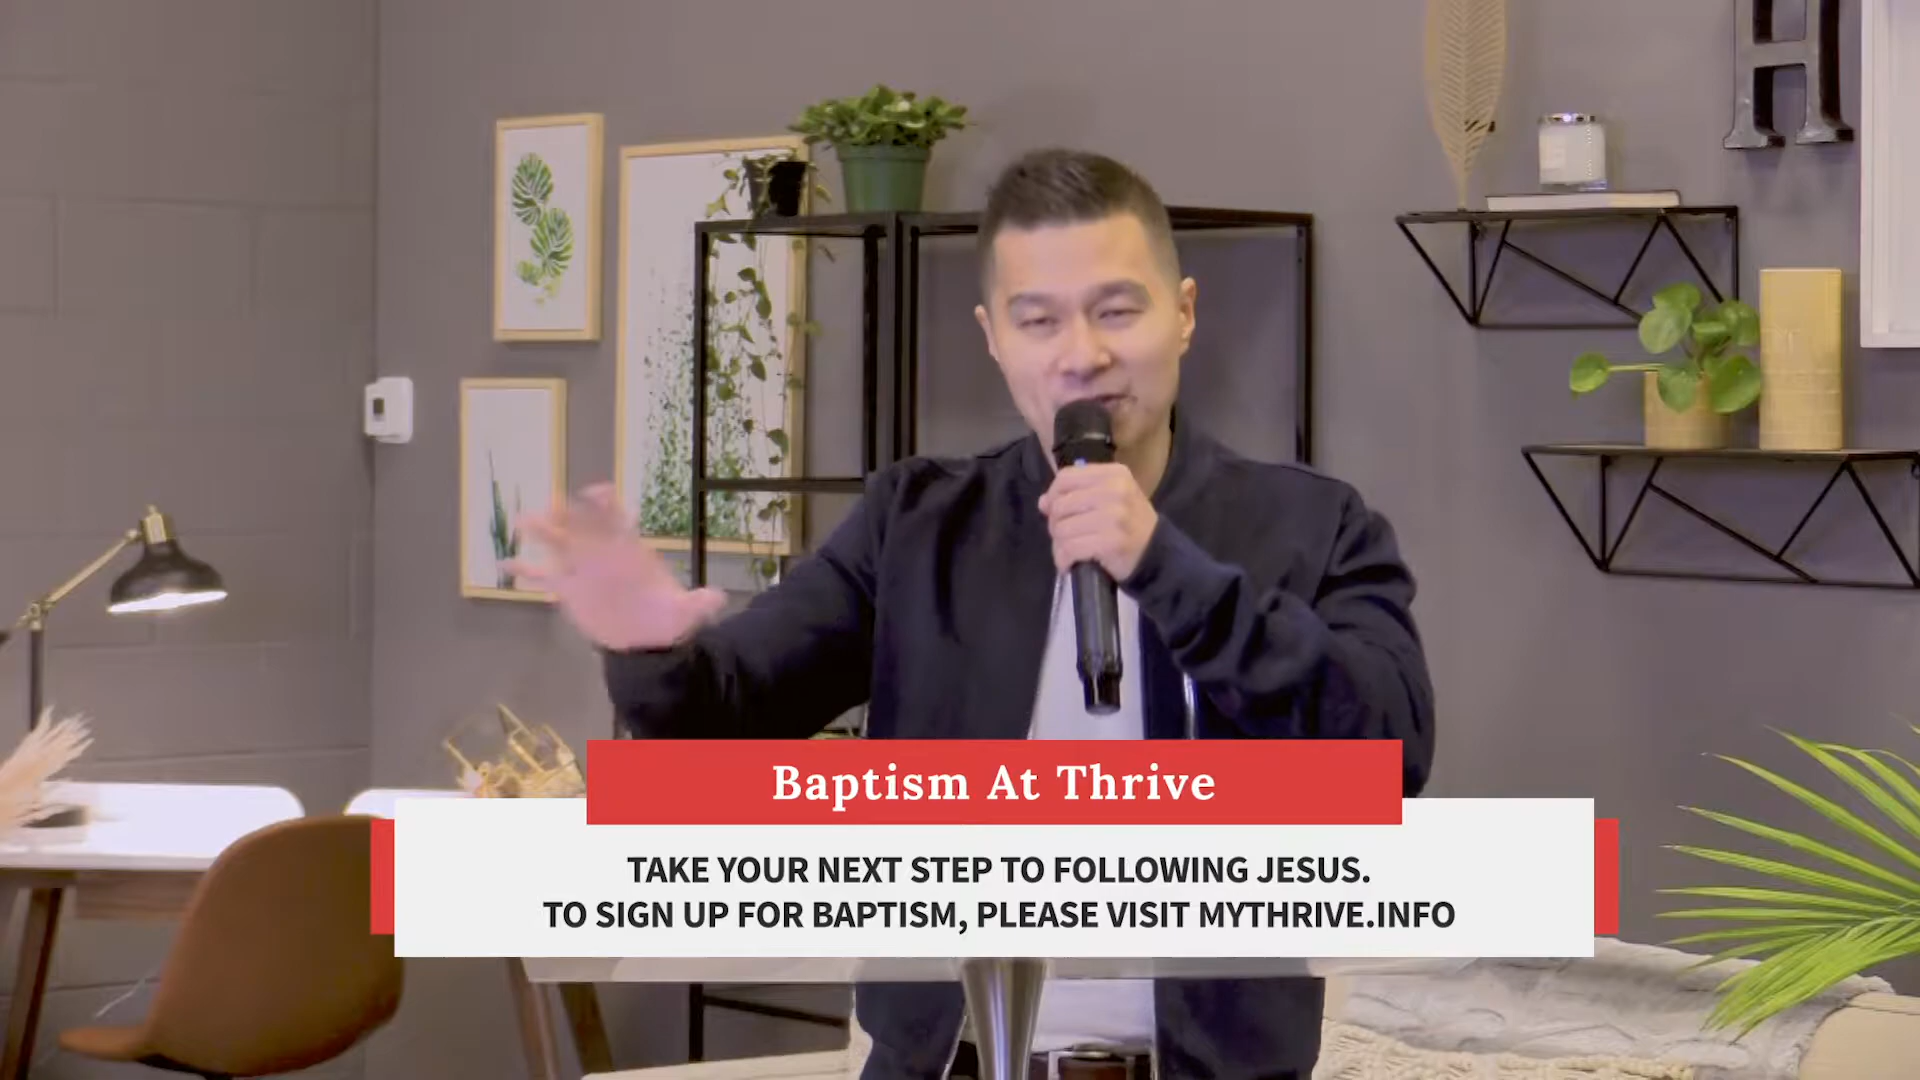 H
Baptism At Thrive
TAKE YOUR NEXT STEP TO FOLLOWING JESUS.
TO SIGN UP FOR BAPTISM, PLEASE VISIT MYTHRIVE.INFO